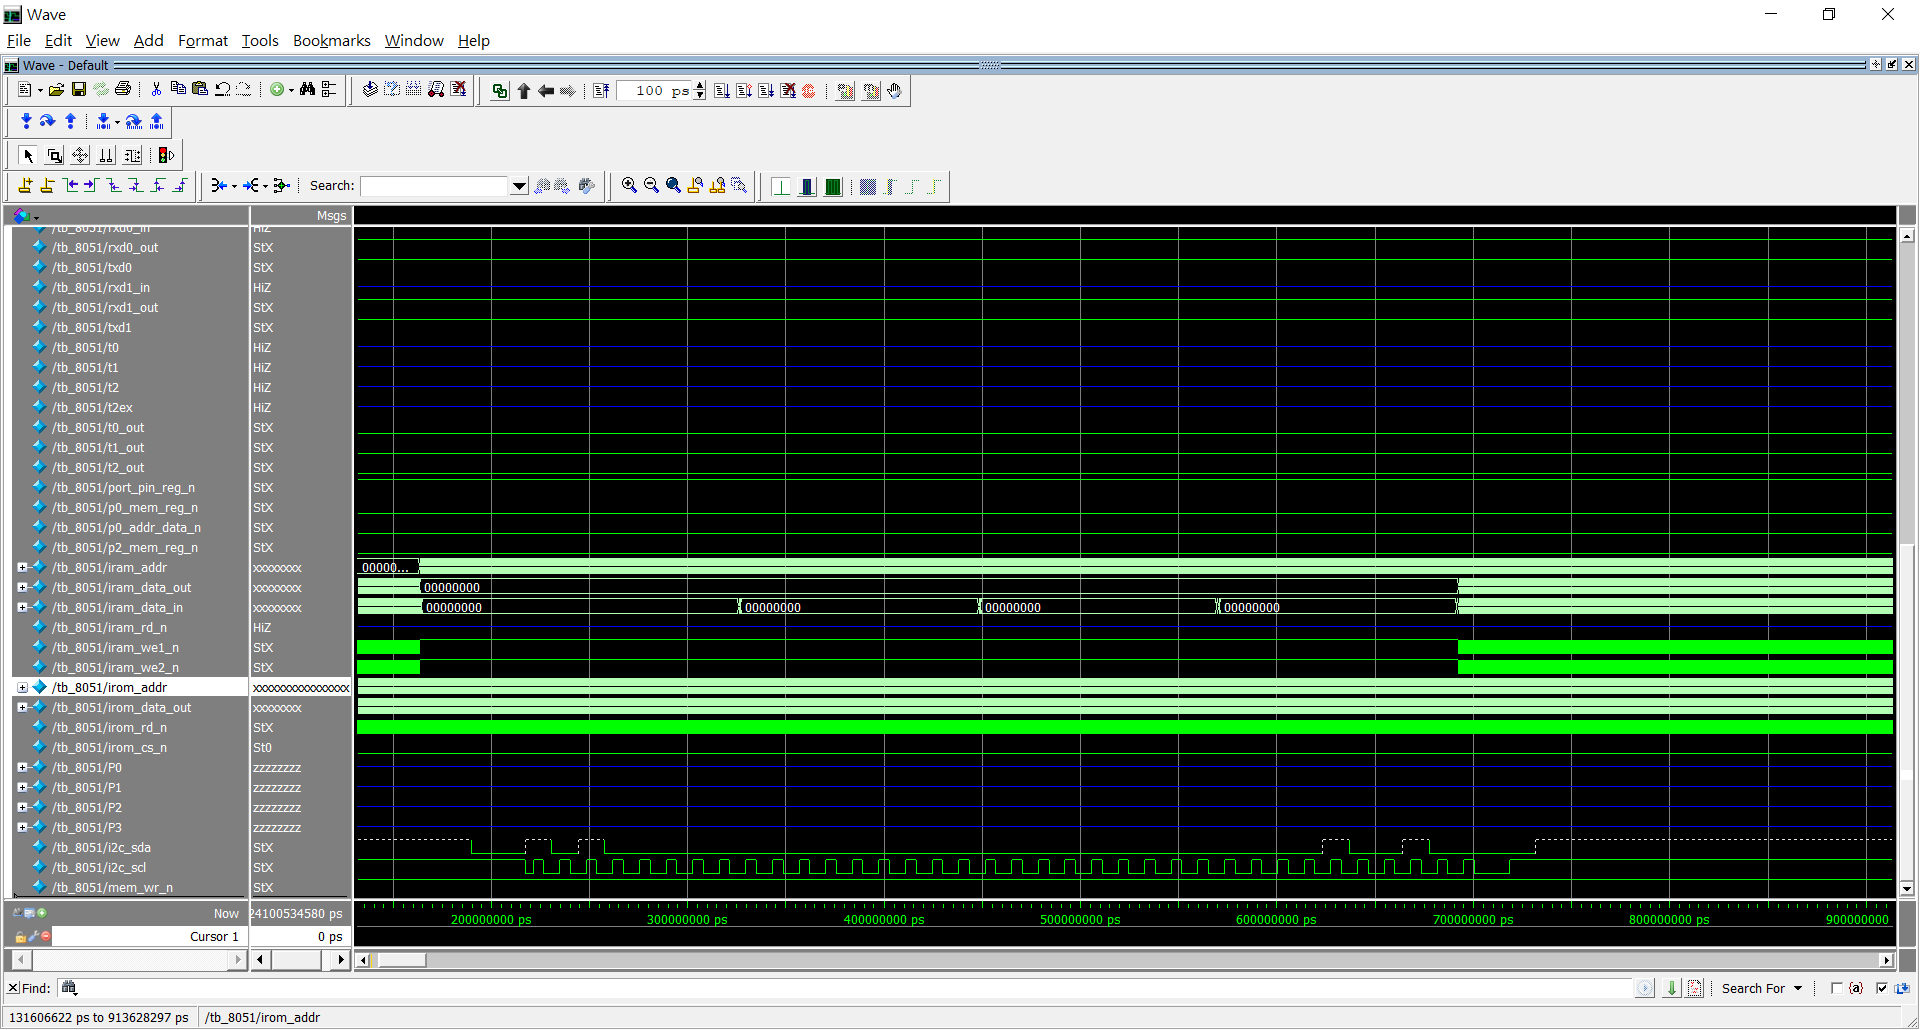 Wave
File Edit View Add Format Tools Bookmarks Window Help
Wave - Default
100 ps
Search:
Msgs
/tb_8051/rxd0_in HiZ
/tb_8051/rxd0_out StX
/tb_8051/txd0 StX
/tb_8051/rxd1_in HiZ
/tb_8051/rxd1_out StX
/tb_8051/txd1 StX
/tb_8051/t0 HiZ
/tb_8051/t1 HiZ
/tb_8051/t2 HiZ
/tb_8051/t2ex HiZ
/tb_8051/t0_out StX
/tb_8051/t1_out StX
/tb_8051/t2_out StX
/tb_8051/port_pin_reg_n StX
/tb_8051/p0_mem_reg_n StX
/tb_8051/p0_addr_data_n StX
/tb_8051/p2_mem_reg_n StX
/tb_8051/iram_addr xxxxxxxx 00000...
/tb_8051/iram_data_out xxxxxxxx 00000000
/tb_8051/iram_data_in xxxxxxxx 00000000 00000000 00000000 00000000
/tb_8051/iram_rd_n HiZ
/tb_8051/iram_we1_n StX
/tb_8051/iram_we2_n StX
/tb_8051/irom_addr xxxxxxxxxxxxxxxx
/tb_8051/irom_data_out xxxxxxxx
/tb_8051/irom_rd_n StX
/tb_8051/irom_cs_n St0
/tb_8051/P0 zzzzzzzz
/tb_8051/P1 zzzzzzzz
/tb_8051/P2 zzzzzzzz
/tb_8051/P3 zzzzzzzz
/tb_8051/i2c_sda StX
/tb_8051/i2c_scl StX
/tb_8051/mem_wr_n StX
Now 24100534580 ps 200000000 ps 300000000 ps 400000000 ps 500000000 ps 600000000 ps 700000000 ps 800000000 ps 900000000
Cursor 1 0 ps
Find: Search For {a}
131606622 ps to 913628297 ps /tb_8051/irom_addr